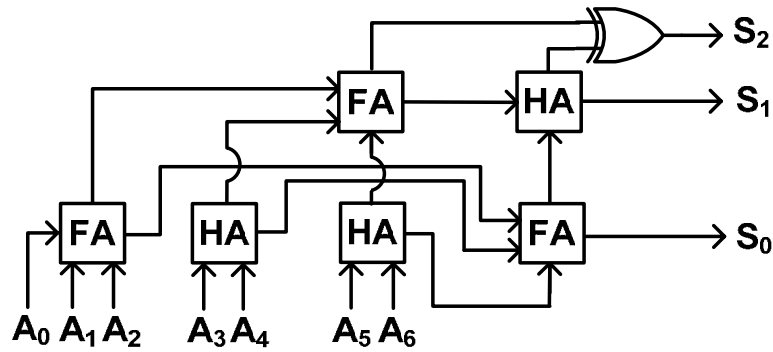 S₂
FA HA S₁
FA HA HA FA S₀
A₀ A₁ A₂ A₃ A₄ A₅ A₆